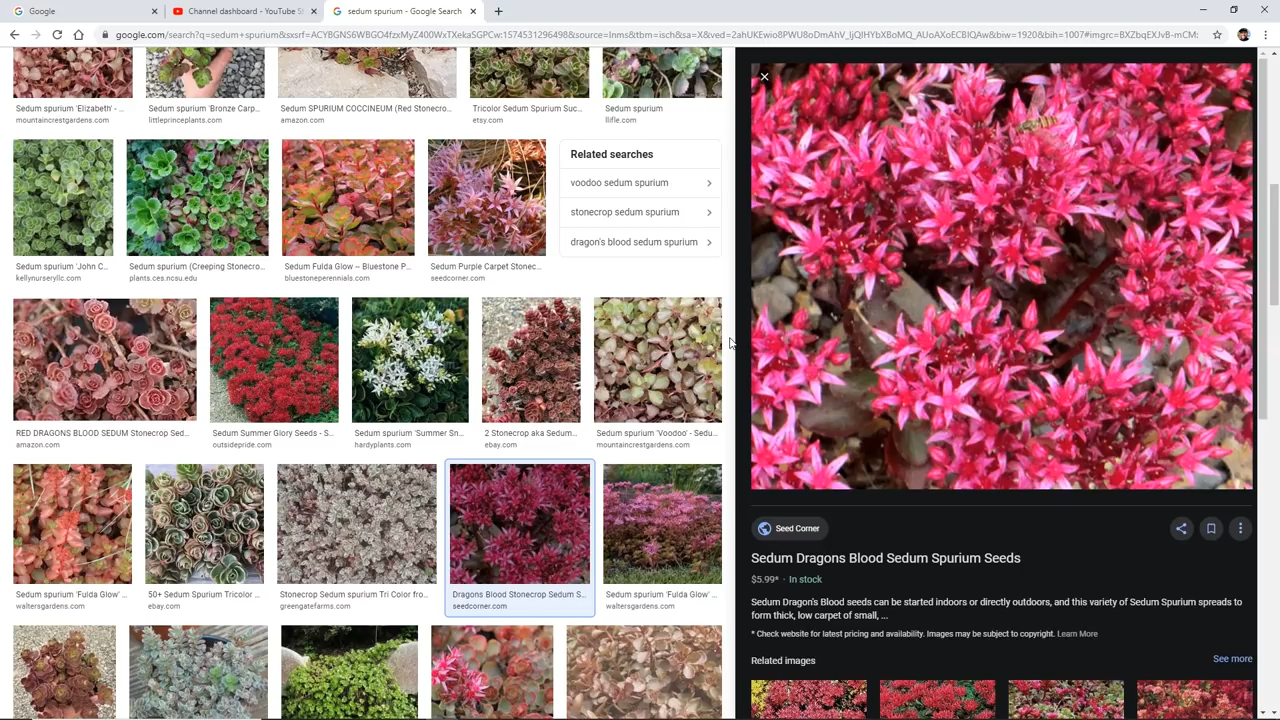 Google
Channel dashboard - YouTube St
sedum spurium - Google Search
google.com/search?q=sedum+spurium&sxsrf=ACYBGNS6WBGO4fzxMyZ400WxTXekaSGPCw:1574531296498&source=lnms&tbm=isch&sa=X&ved=2ahUKEwio8PWU8oDmAhV_ljQIHYbXBoMQ_AUoAXoECBIQAw&biw=1920&bih=1007#imgrc=BXZbqEXJvB-mCM:
Sedum spurium 'Elizabeth' - ...
mountaincrestgardens.com
Sedum spurium 'Bronze Carp...
littleprinceplants.com
Sedum SPURIUM COCCINEUM (Red Stonecro...
amazon.com
Tricolor Sedum Spurium Suc...
etsy.com
Sedum spurium
llifle.com
Sedum spurium 'John C...
kellynurseryllc.com
Sedum spurium (Creeping Stonecro...
plants.ces.ncsu.edu
Sedum Fulda Glow -- Bluestone P...
bluestoneperennials.com
Sedum Purple Carpet Stonec...
seedcorner.com
Related searches
voodoo sedum spurium
stonecrop sedum spurium
dragon's blood sedum spurium
RED DRAGONS BLOOD SEDUM Stonecrop Sed...
amazon.com
Sedum Summer Glory Seeds - S...
outsidepride.com
Sedum spurium 'Summer Sn...
hardyplants.com
2 Stonecrop aka Sedum...
ebay.com
Sedum spurium 'Voodoo' - Sedu...
mountaincrestgardens.com
Sedum spurium 'Fulda Glow' ...
waltersgardens.com
50+ Sedum Spurium Tricolor ...
ebay.com
Stonecrop Sedum spurium Tri Color fro...
greengatefarms.com
Dragons Blood Stonecrop Sedum S...
seedcorner.com
Sedum spurium 'Fulda Glow' ...
waltersgardens.com
Seed Corner
Sedum Dragons Blood Sedum Spurium Seeds
$5.99* · In stock
Sedum Dragon's Blood seeds can be started indoors or directly outdoors, and this variety of Sedum Spurium spreads to
form thick, low carpet of small, ...
* Check website for latest pricing and availability. Images may be subject to copyright. Learn More
Related images
See more